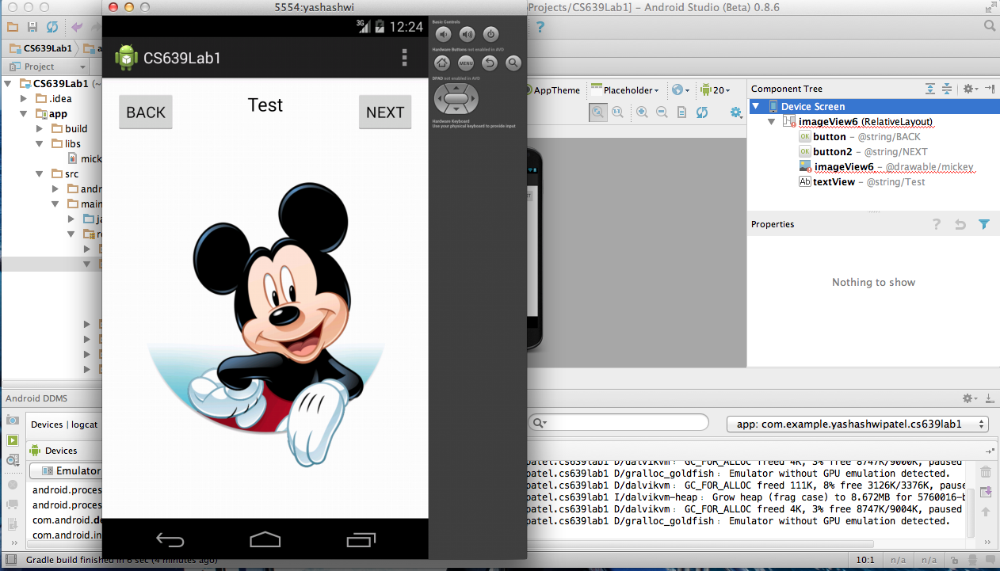 5554:yashashwi
Projects/CS639Lab1] - Android Studio (Beta) 0.8.6
CS639Lab1
Project
CS639Lab1 (~
.idea
app
build
libs
mick
src
andr
main
3G 12:24
CS639Lab1
BACK
Test
NEXT
Basic Controls
Hardware Buttons not enabled in AVD
MENU
DPAD not enabled in AVD
Hardware Keyboard
Use your physical keyboard to provide input
AppTheme
Placeholder
20
Component Tree
Device Screen
imageView6 (RelativeLayout)
OK button - @string/BACK
OK button2 - @string/NEXT
imageView6 - @drawable/mickey
Ab textView - @string/Test
Properties
?
Nothing to show
Android DDMS
Devices | logcat
Devices
Emulator
android.proces
android.proces
com.android.de
com.android.in
app: com.example.yashashwipatel.cs639lab1
patel.cs639lab1 D/dalvikvm: GC_FOR_ALLOC freed 4K, 3% free 8747K/9000K, paused
patel.cs639lab1 D/gralloc_goldfish: Emulator without GPU emulation detected.
patel.cs639lab1 D/dalvikvm: GC_FOR_ALLOC freed 111K, 8% free 3126K/3376K, pause
patel.cs639lab1 I/dalvikvm-heap: Grow heap (frag case) to 8.672MB for 5760016-b
patel.cs639lab1 D/dalvikvm: GC_FOR_ALLOC freed 4K, 3% free 8747K/9004K, paused
patel.cs639lab1 D/gralloc_goldfish: Emulator without GPU emulation detected.
Gradle build finished in 8 sec (4 minutes ago)
10:1
n/a
n/a